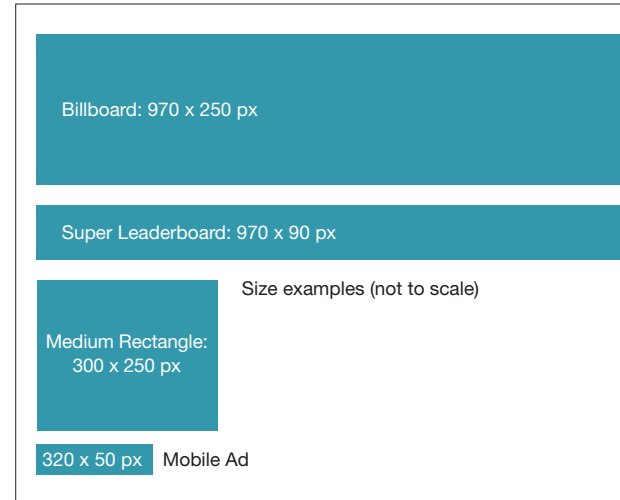 Billboard: 970 x 250 px
Super Leaderboard: 970 x 90 px
Size examples (not to scale)
Medium Rectangle:
300 x 250 px
320 x 50 px Mobile Ad